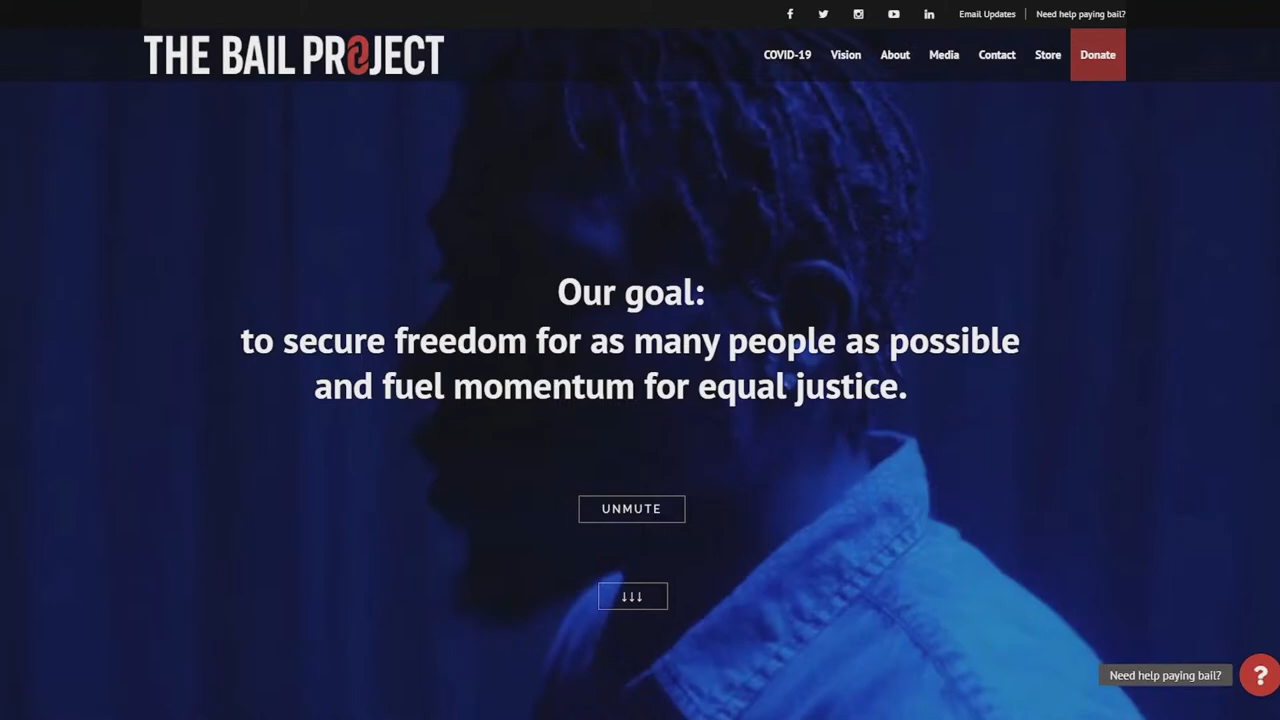 Email Updates
Need help paying bail?
THE BAIL PROJECT
COVID-19
Vision
About
Media
Contact
Store
Donate
Our goal:
to secure freedom for as many people as possible
and fuel momentum for equal justice.
UNMUTE
↓↓↓
Need help paying bail?
?